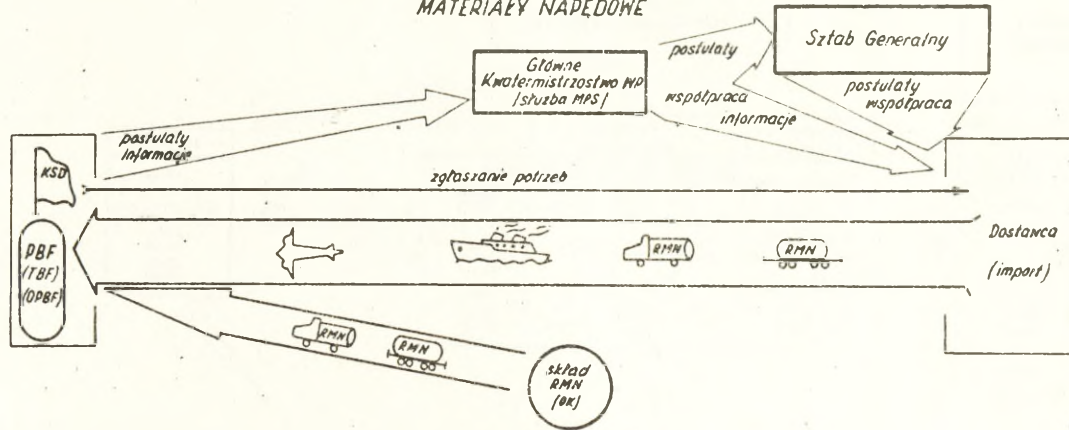 MATERIAŁY NAPĘDOWE
Sztab Generalny
postulaty
Główne
Kwatermistrzostwo WP
/służba MPS/
postulaty
współpraca
współpraca
informacje
postulaty
informacje
KSD
zgłaszanie potrzeb
Dostawca
(import)
PBF
(TBF)
(OPBF)
RMN
RMN
RMN
RMN
skład
RMN
(OK)